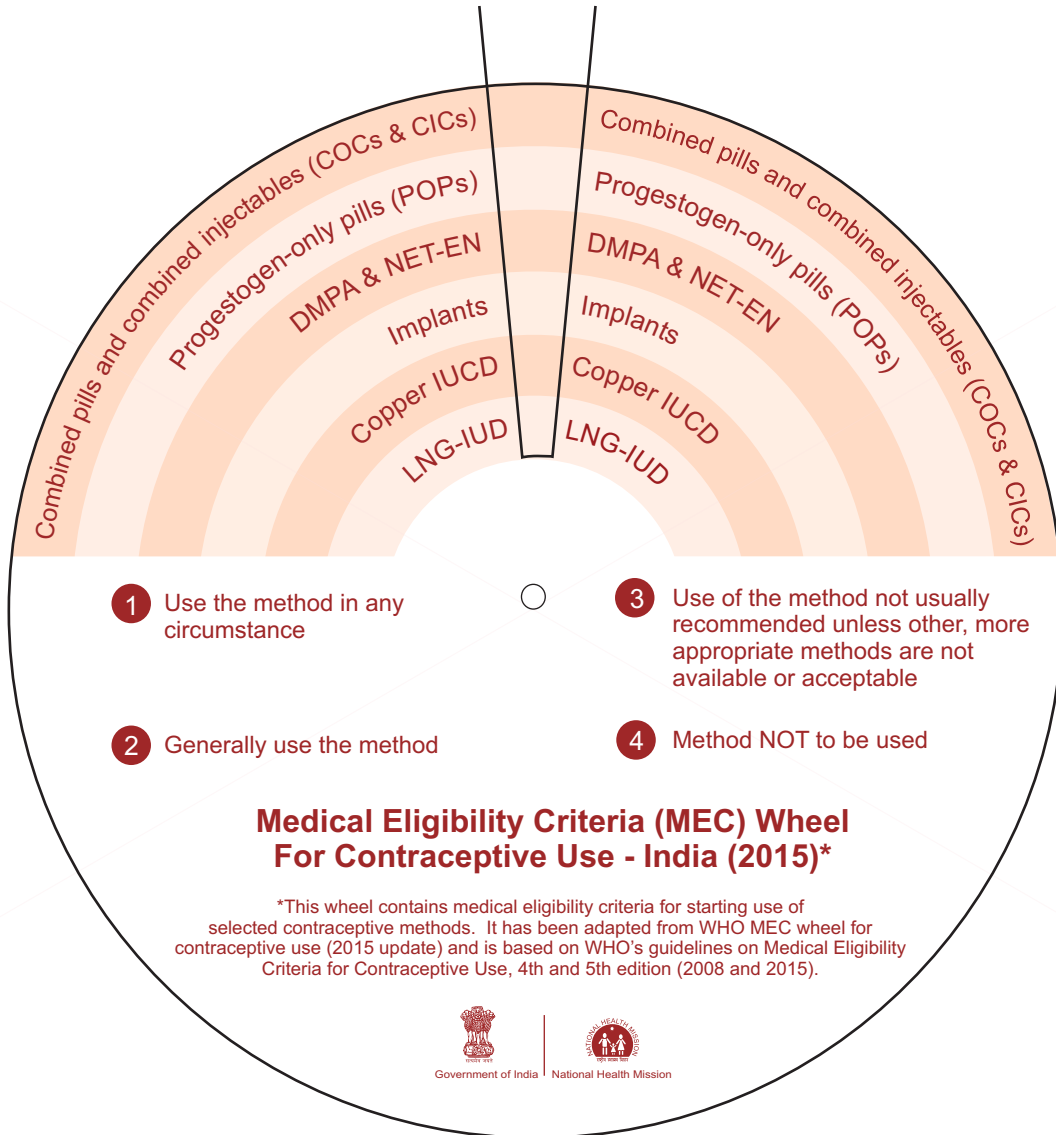 Combined pills and combined injectables (COCs & CICs)
Progestogen-only pills (POPs)
DMPA & NET-EN
Implants
Copper IUCD
LNG-IUD
Combined pills and combined injectables (COCs & CICs)
Progestogen-only pills (POPs)
DMPA & NET-EN
Implants
Copper IUCD
LNG-IUD
1 Use the method in any
circumstance
2 Generally use the method
3 Use of the method not usually
recommended unless other, more
appropriate methods are not
available or acceptable
4 Method NOT to be used
Medical Eligibility Criteria (MEC) Wheel
For Contraceptive Use - India (2015)*
*This wheel contains medical eligibility criteria for starting use of
selected contraceptive methods. It has been adapted from WHO MEC wheel for
contraceptive use (2015 update) and is based on WHO's guidelines on Medical Eligibility
Criteria for Contraceptive Use, 4th and 5th edition (2008 and 2015).
सत्यमेव जयते
Government of India
NATIONAL HEALTH MISSION
National Health Mission